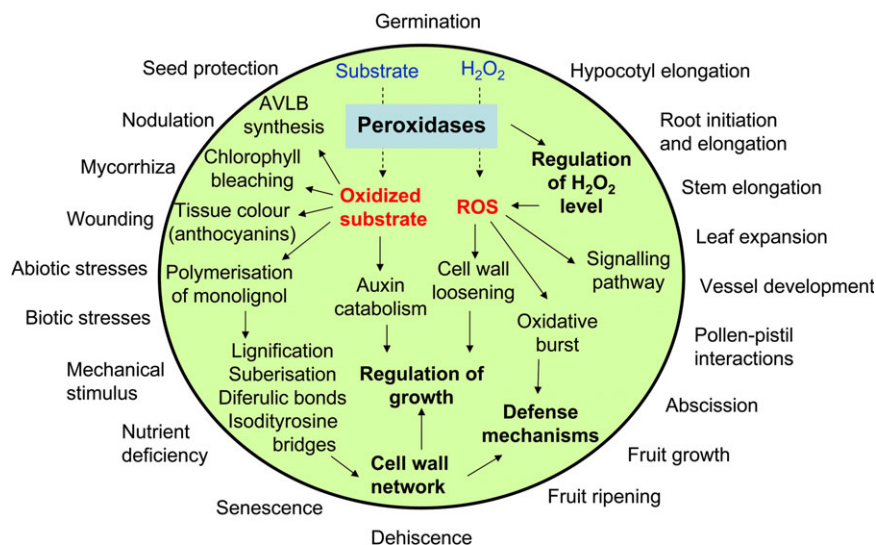 Germination
Seed protection
Substrate
H₂O₂
Hypocotyl elongation
AVLB
synthesis
Nodulation
Peroxidases
Root initiation
and elongation
Mycorrhiza
Chlorophyll
bleaching
Oxidized
substrate
ROS
Regulation
of H₂O₂
level
Stem elongation
Wounding
Tissue colour
(anthocyanins)
Leaf expansion
Abiotic stresses
Polymerisation
of monolignol
Auxin
catabolism
Cell wall
loosening
Signalling
pathway
Vessel development
Biotic stresses
Oxidative
burst
Pollen-pistil
interactions
Mechanical
stimulus
Lignification
Suberisation
Diferulic bonds
Isodityrosine
bridges
Regulation of
growth
Defense
mechanisms
Abscission
Nutrient
deficiency
Cell wall
network
Fruit growth
Senescence
Fruit ripening
Dehiscence